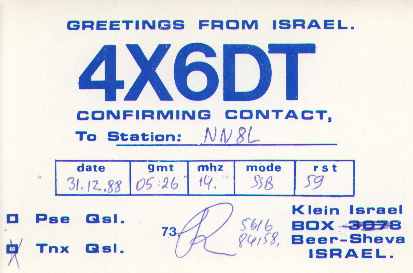 GREETINGS FROM ISRAEL.
4X6DT
CONFIRMING CONTACT,
To Station: NN8L
date gmt mhz mode rst
31.12.88 05:26 14. SSB 59
Pse Qsl.
Tnx Qsl.
73,
5616
84158.
Klein Israel
BOX 3078
Beer-Sheva
ISRAEL.